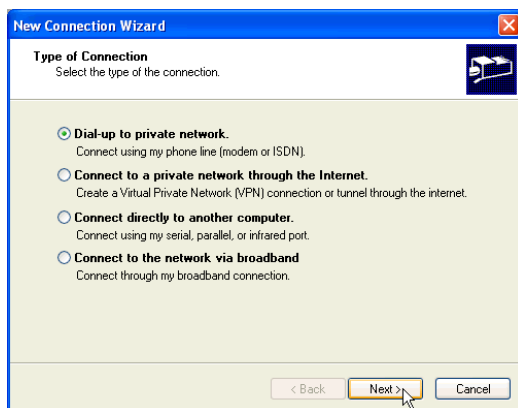 New Connection Wizard
Type of Connection
Select the type of the connection.
Dial-up to private network.
Connect using my phone line (modem or ISDN).
Connect to a private network through the Internet.
Create a Virtual Private Network (VPN) connection or tunnel through the internet.
Connect directly to another computer.
Connect using my serial, parallel, or infrared port.
Connect to the network via broadband
Connect through my broadband connection.
< Back Next > Cancel